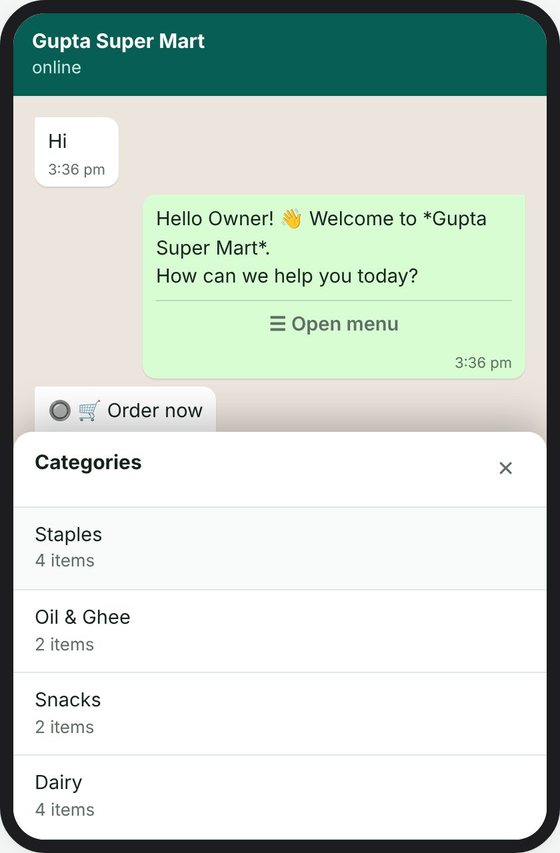 Gupta Super Mart
online
Hi
3:36 pm
Hello Owner! 👋 Welcome to *Gupta
Super Mart*.
How can we help you today?
☰ Open menu
3:36 pm
🔘 🛒 Order now
Categories
✕
Staples
4 items
Oil & Ghee
2 items
Snacks
2 items
Dairy
4 items